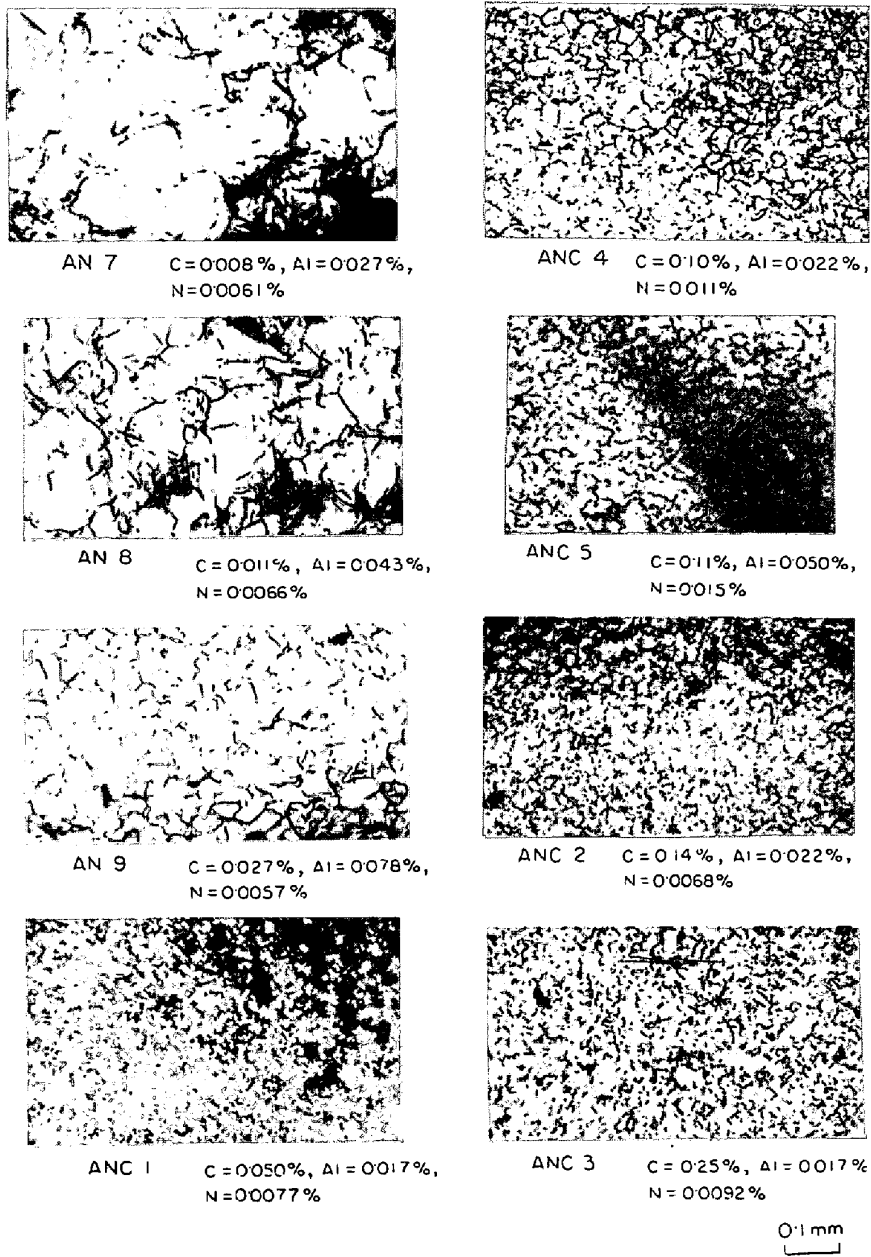 AN 7 C=0·008%, Al=0·027%,
N=0·0061%
AN 8 C=0·011%, Al=0·043%,
N=0·0066%
AN 9 C=0·027%, Al=0·078%,
N=0·0057%
ANC 1 C=0·050%, Al=0·017%,
N=0·0077%
ANC 4 C=0·10%, Al=0·022%,
N=0·011%
ANC 5 C=0·11%, Al=0·050%,
N=0·015%
ANC 2 C=0·14%, Al=0·022%,
N=0·0068%
ANC 3 C=0·25%, Al=0·017%
N=0·0092%
0·1 mm